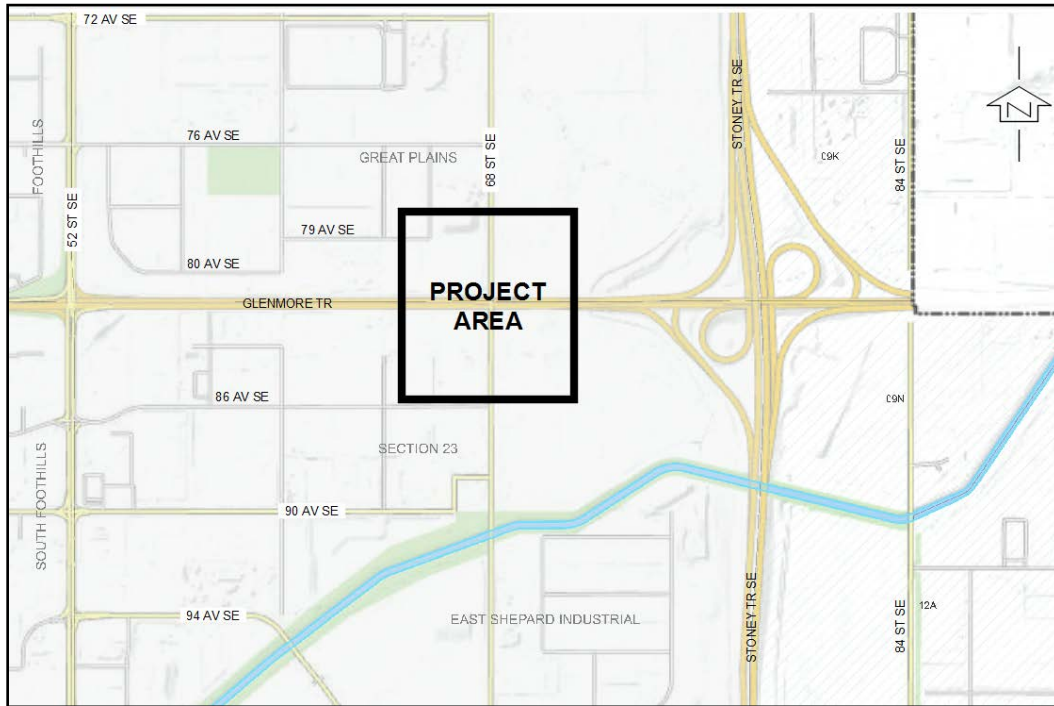 72 AV SE
STONEY TR SE
N
FOOTHILLS
76 AV SE
GREAT PLAINS
68 ST SE
09K
84 ST SE
52 ST SE
79 AV SE
80 AV SE
GLENMORE TR
PROJECT
AREA
86 AV SE
09N
SECTION 23
SOUTH FOOTHILLS
90 AV SE
94 AV SE
EAST SHEPARD INDUSTRIAL
STONEY TR SE
84 ST SE
12A